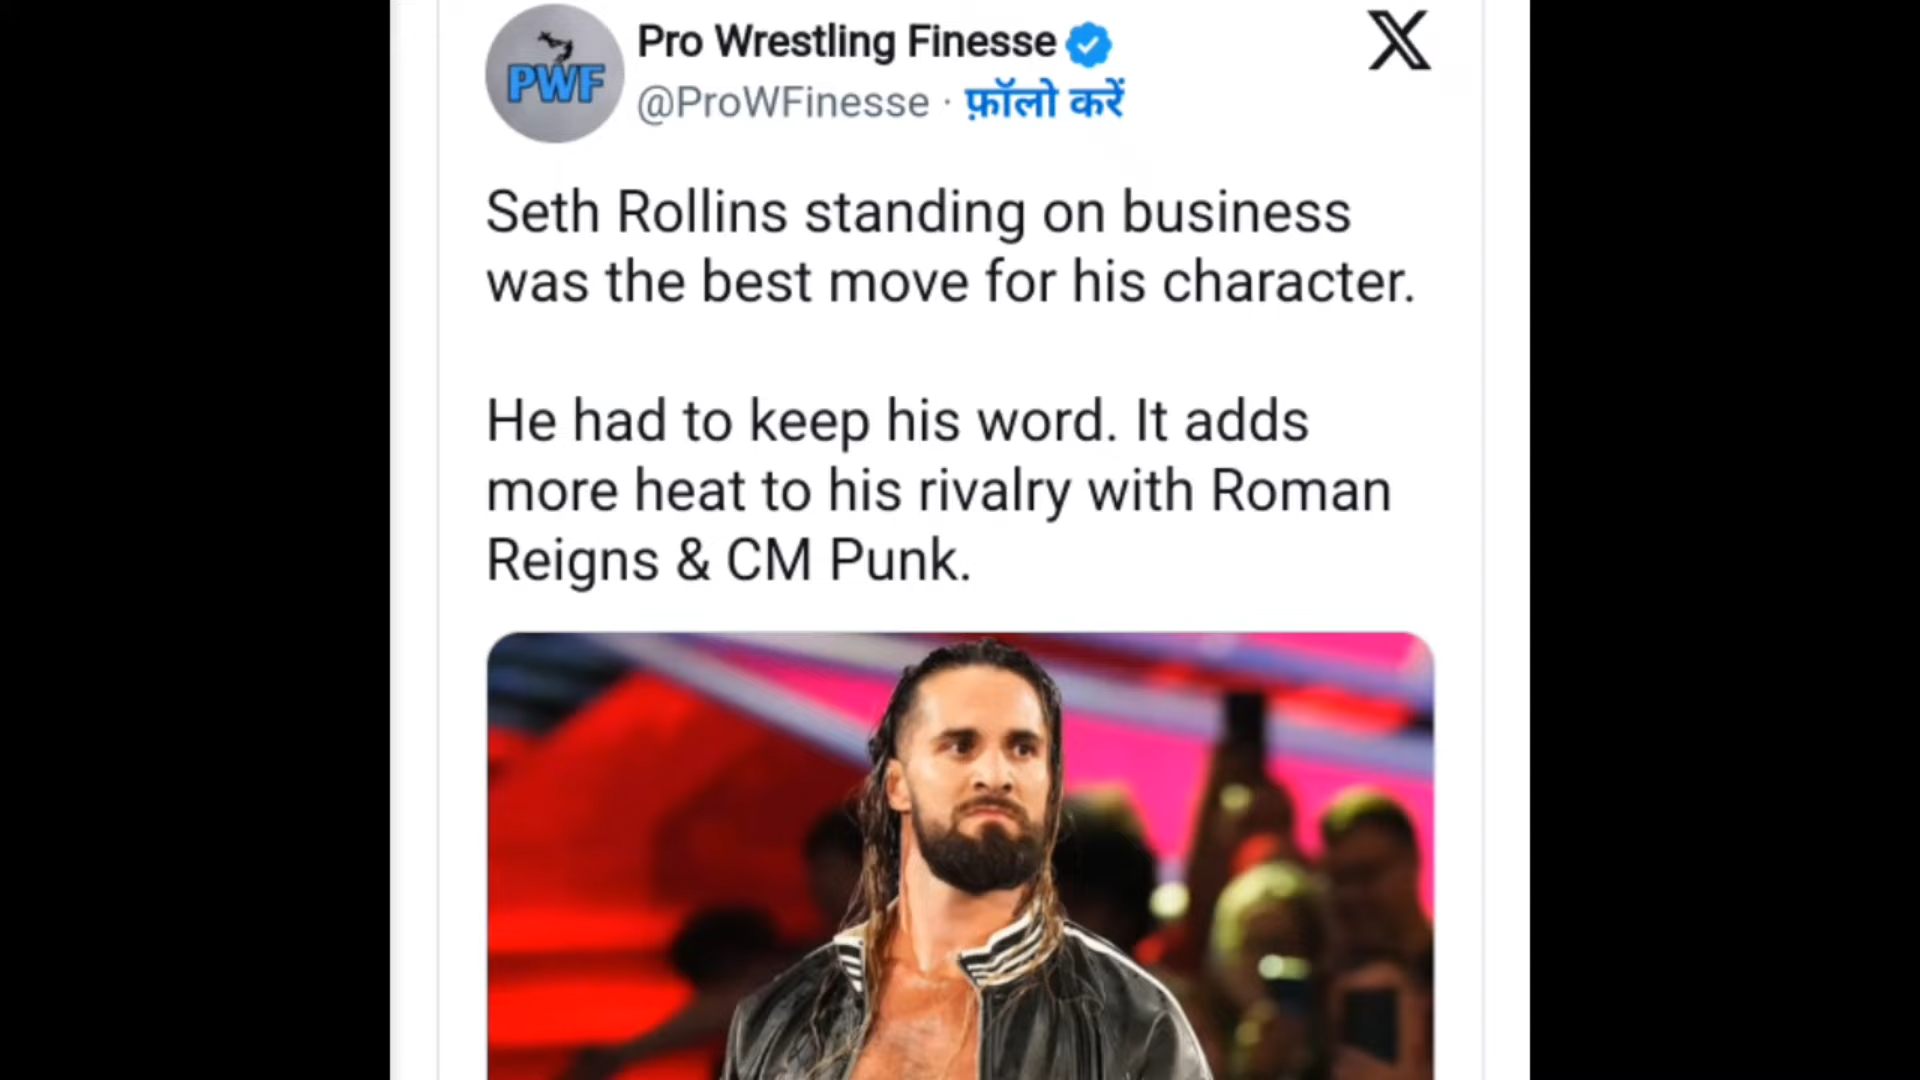 Pro Wrestling Finesse
PWF
@ProWFinesse · फ़ॉलो करें
Seth Rollins standing on business
was the best move for his character.
He had to keep his word. It adds
more heat to his rivalry with Roman
Reigns & CM Punk.